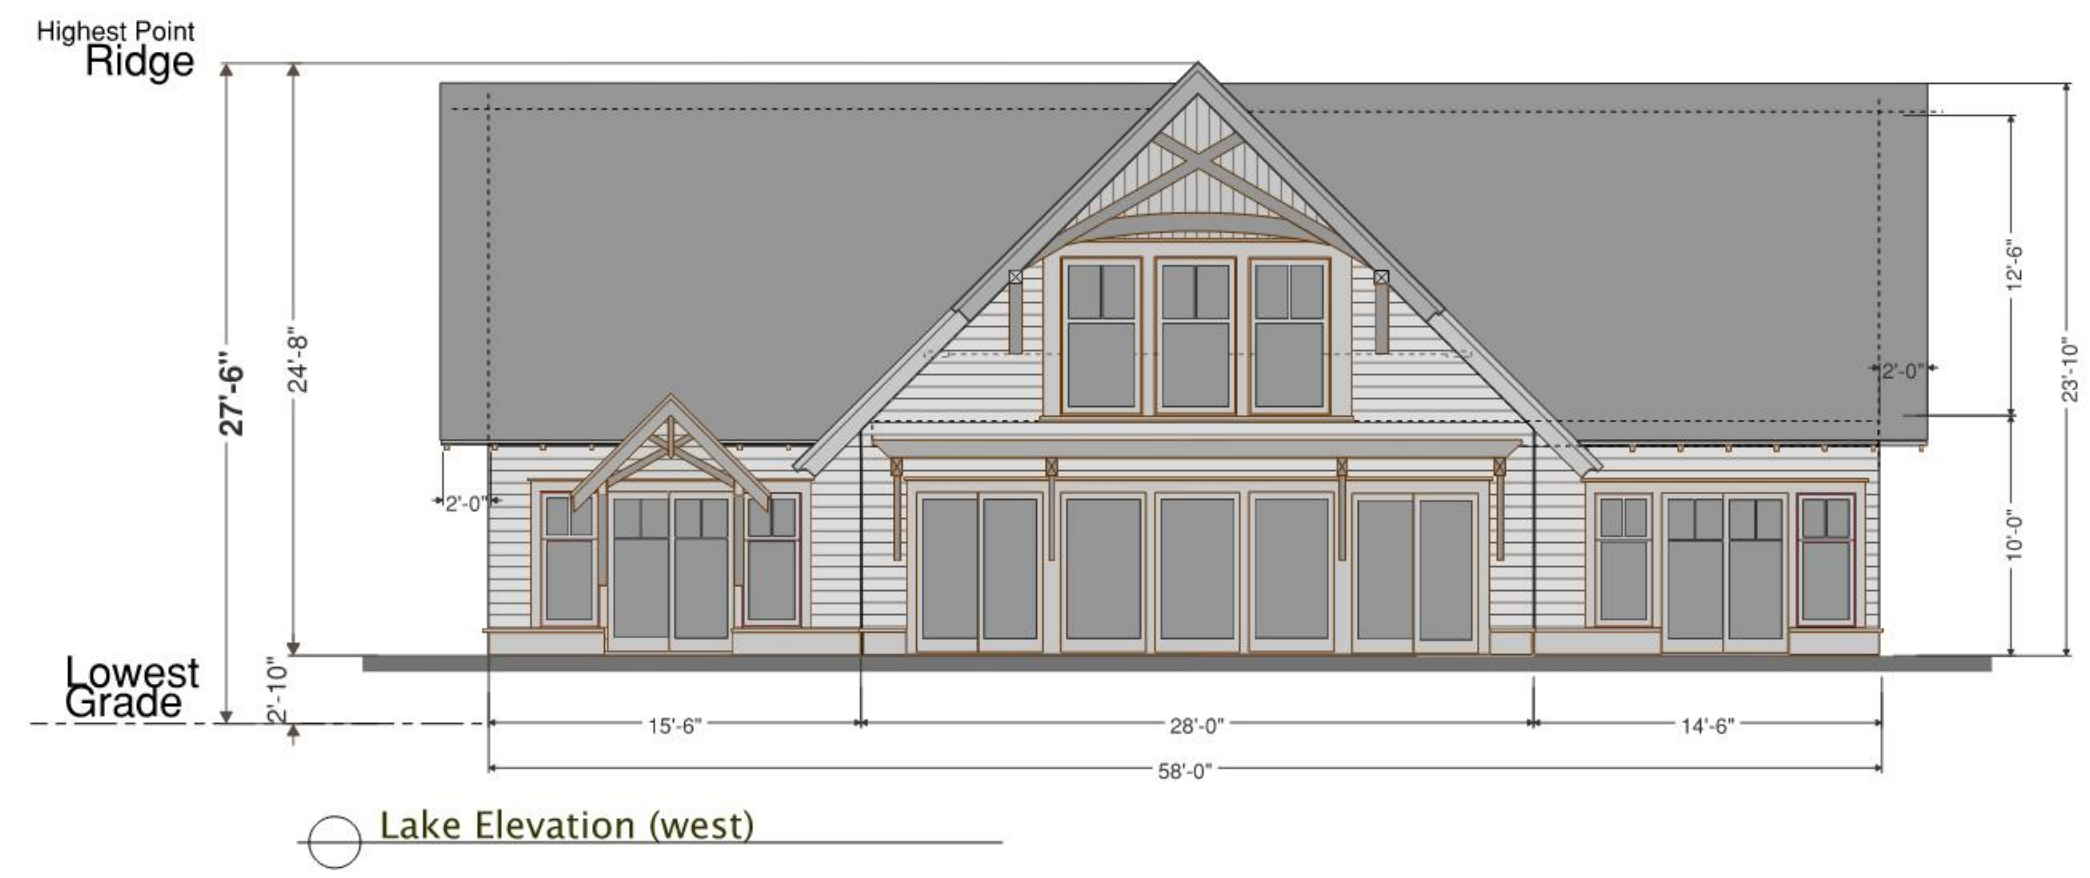 Highest Point
Ridge
27'-6"
24'-8"
2'-10"
Lowest
Grade
2'-0"
2'-0"
12'-6"
23'-10"
10'-0"
15'-6"
28'-0"
14'-6"
58'-0"
Lake Elevation (west)